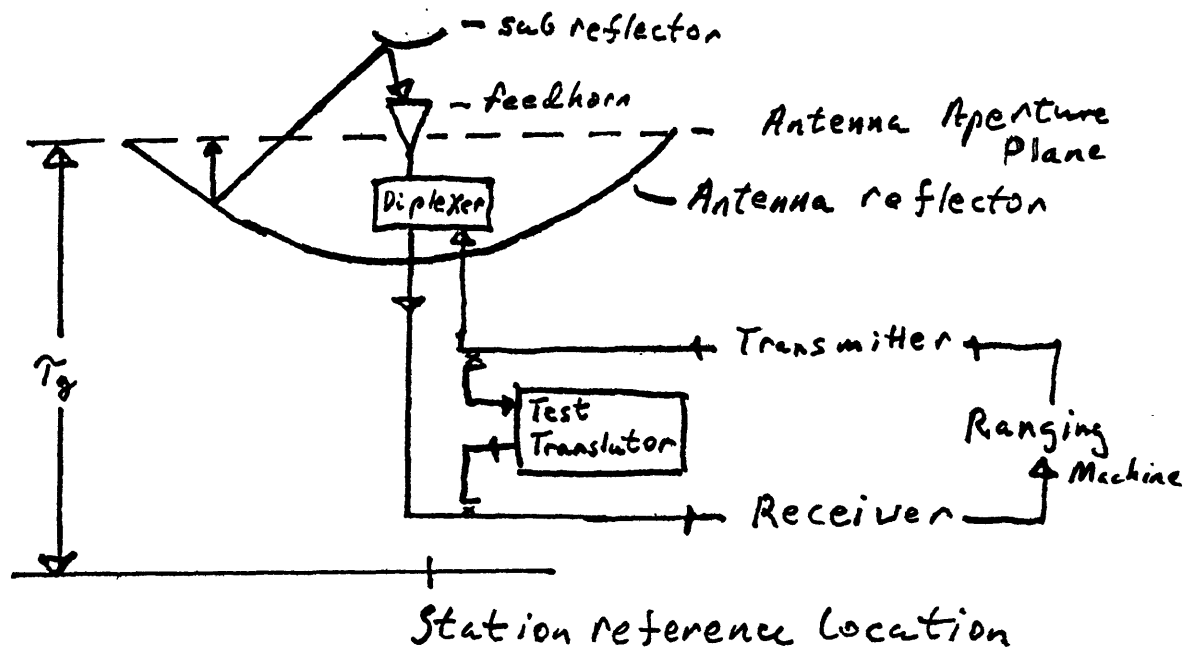 - sub reflector
- feedhorn
Antenna Aperture
Plane
Diplexer
Antenna reflector
Transmitter
τg
Test
Translator
Ranging
Machine
Receiver
Station reference location